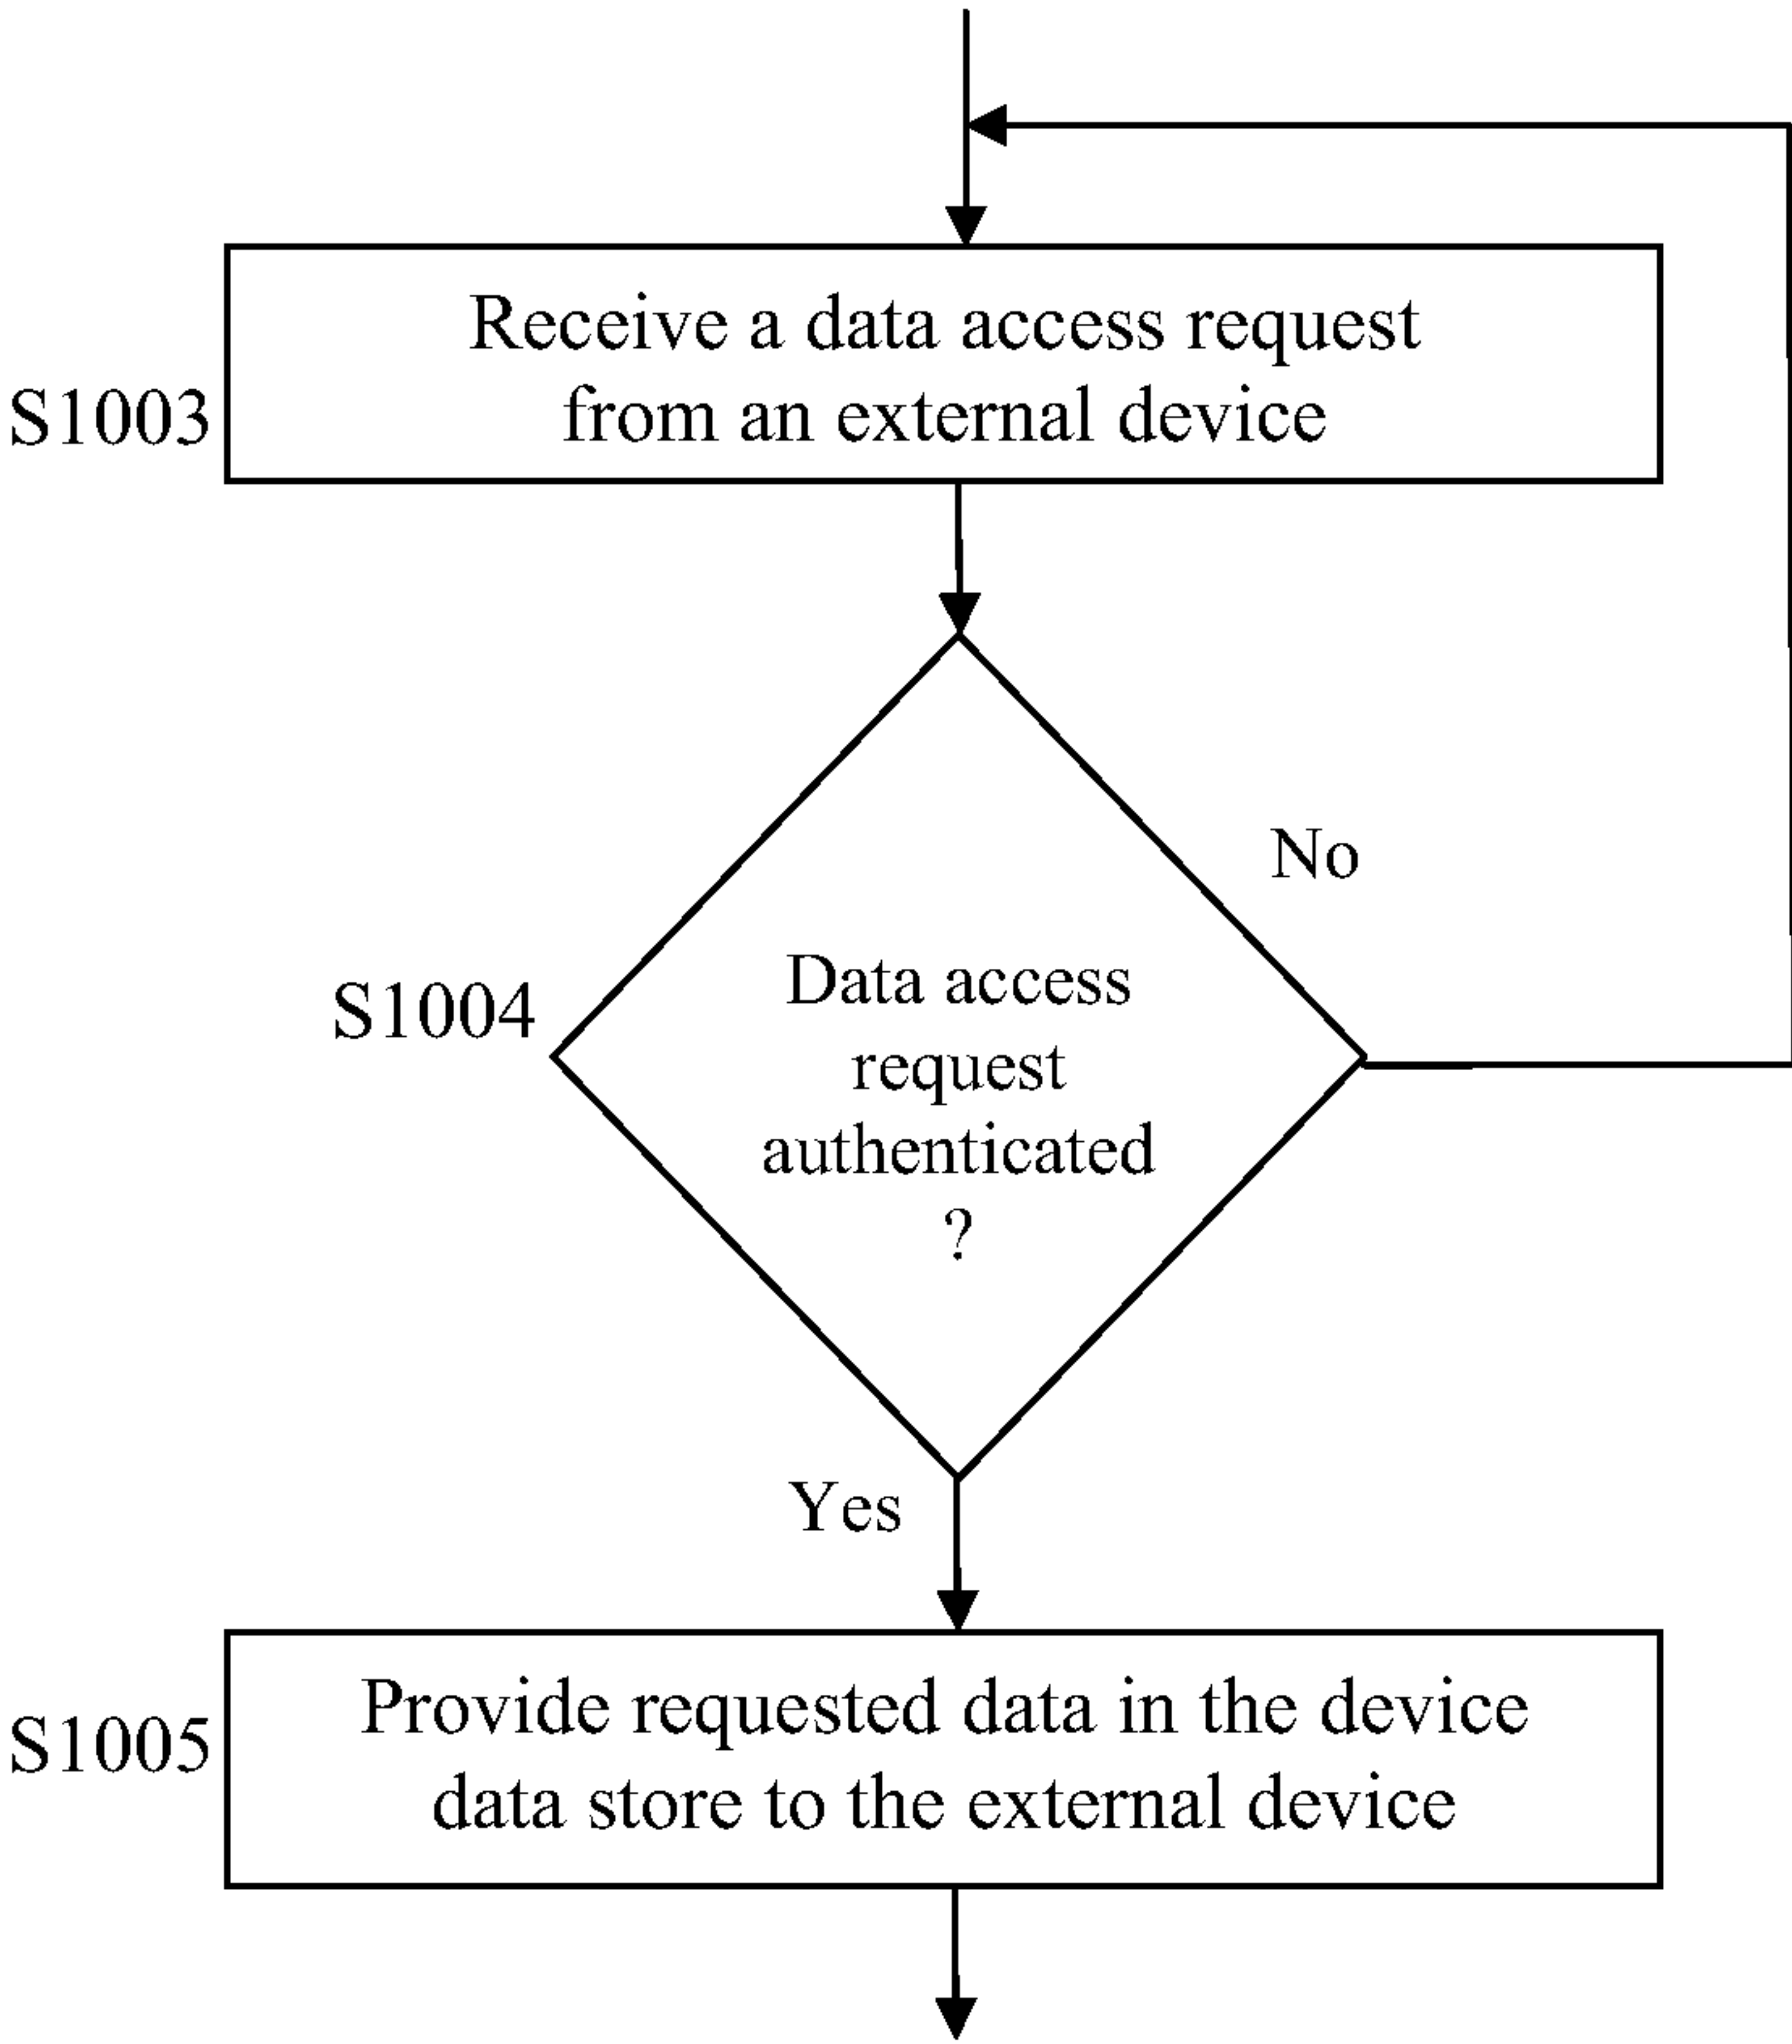 Receive a data access request
from an external device
S1003
No
S1004
Data access
request
authenticated
?
Yes
Provide requested data in the device
data store to the external device
S1005